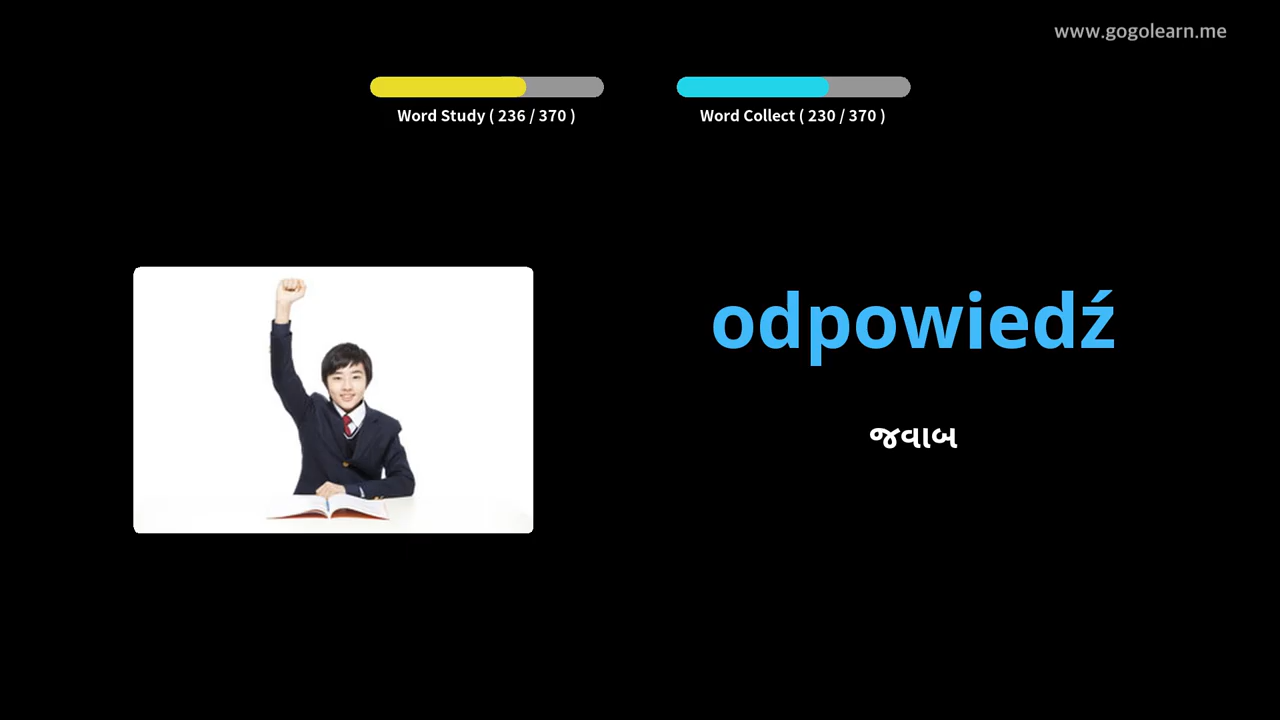 www.gogolearn.me
Word Study ( 236 / 370 )
Word Collect ( 230 / 370 )
odpowiedź
જવાબ